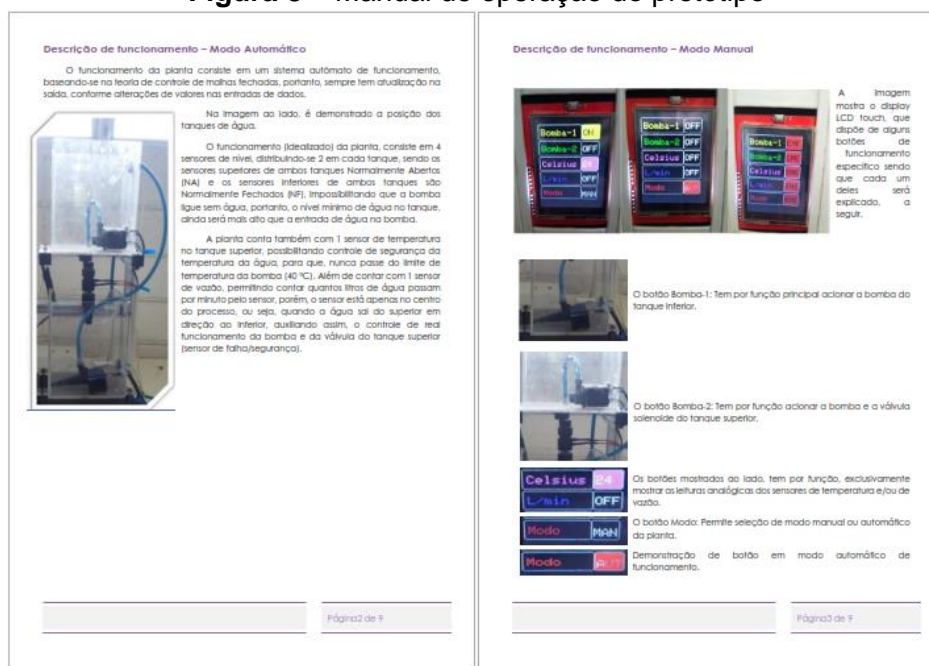 Descrição de funcionamento – Modo Automático
O funcionamento da planta consiste em um sistema autômato de funcionamento,
baseando-se na teoria de controle de malhas fechadas, portanto, sempre tem atualização na
saída, conforme alterações de valores nas entradas de dados.
Na imagem ao lado, é demonstrado a posição dos
tanques de água.
O funcionamento (idealizado) da planta, consiste em 4
sensores de nível, distribuindo-se 2 em cada tanque, sendo os
sensores superiores de ambos tanques Normalmente Abertos
(NA) e os sensores inferiores de ambos tanques são
Normalmente Fechados (NF), impossibilitando que a bomba
ligue sem água, portanto, o nível mínimo de água no tanque,
ainda será mais alto que a entrada de água na bomba.
A planta conta também com 1 sensor de temperatura
no tanque superior, possibilitando controle de segurança da
temperatura da água, para que, nunca passe do limite de
temperatura da bomba (40 ºC). Além de contar com 1 sensor
de vazão, permitindo contar quantos litros de água passam
por minuto pelo sensor, porém, o sensor está apenas no centro
do processo, ou seja, quando a água sai do superior em
direção ao inferior, auxiliando assim, o controle de real
funcionamento da bomba e da válvula do tanque superior
(sensor de falha/segurança).
Página2 de 9
Descrição de funcionamento – Modo Manual
Bomba-1 ON
Bomba-2 OFF
Celsius 24
L/min OFF
Modo MAN
Bomba-1 OFF
Bomba-2 OFF
Celsius OFF
L/min OFF
Modo AUT
Bomba-1
Bomba-2
Celsius
L/min
Modo
A imagem
mostra o display
LCD touch, que
dispõe de alguns
botões de
funcionamento
específico sendo
que cada um
deles será
explicado, a
seguir.
O botão Bomba-1: Tem por função principal acionar a bomba do
tanque inferior.
O botão Bomba-2: Tem por função acionar a bomba e a válvula
solenoide do tanque superior.
Celsius 24
L/min OFF
Os botões mostrados ao lado, tem por função, exclusivamente
mostrar as leituras analógicas dos sensores de temperatura e/ou de
vazão.
Modo MAN
O botão Modo: Permite seleção de modo manual ou automático
da planta.
Modo AUT
Demonstração de botão em modo automático de
funcionamento.
Página3 de 9